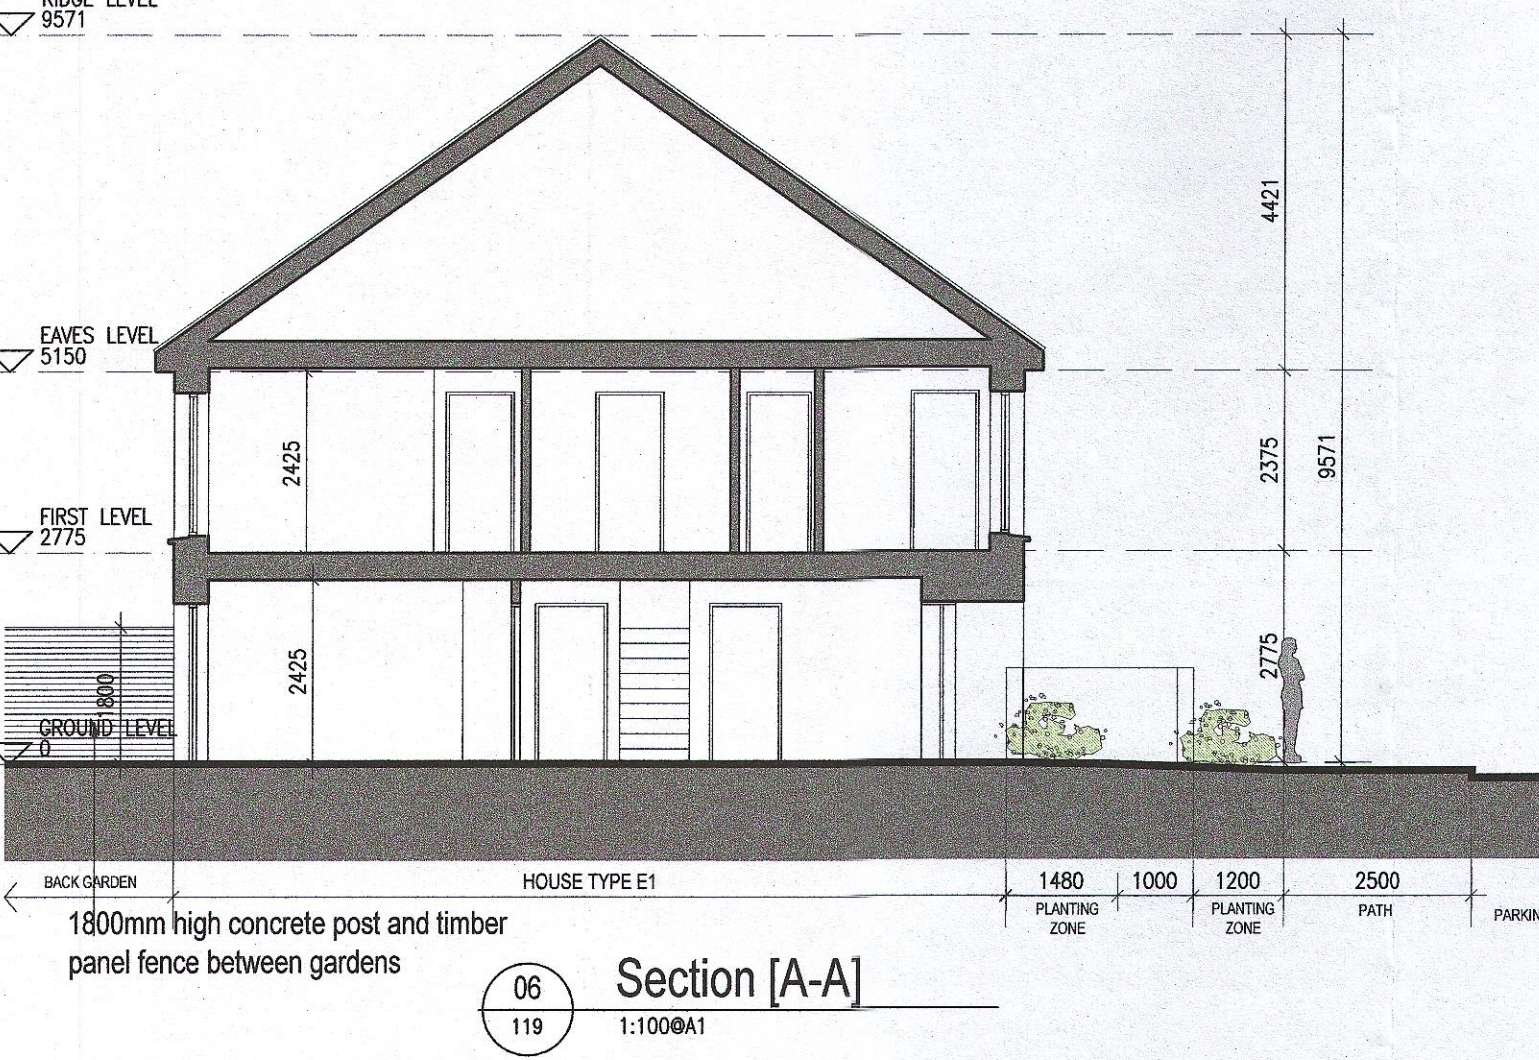 RIDGE LEVEL
9571
4421
EAVES LEVEL
5150
2425
2375
9571
FIRST LEVEL
2775
2425
2775
1800
GROUND LEVEL
0
BACK GARDEN
HOUSE TYPE E1
1480
1000
1200
2500
PLANTING
ZONE
PLANTING
ZONE
PATH
PARKIN
1800mm high concrete post and timber
panel fence between gardens
06
119
Section [A-A]
1:100@A1